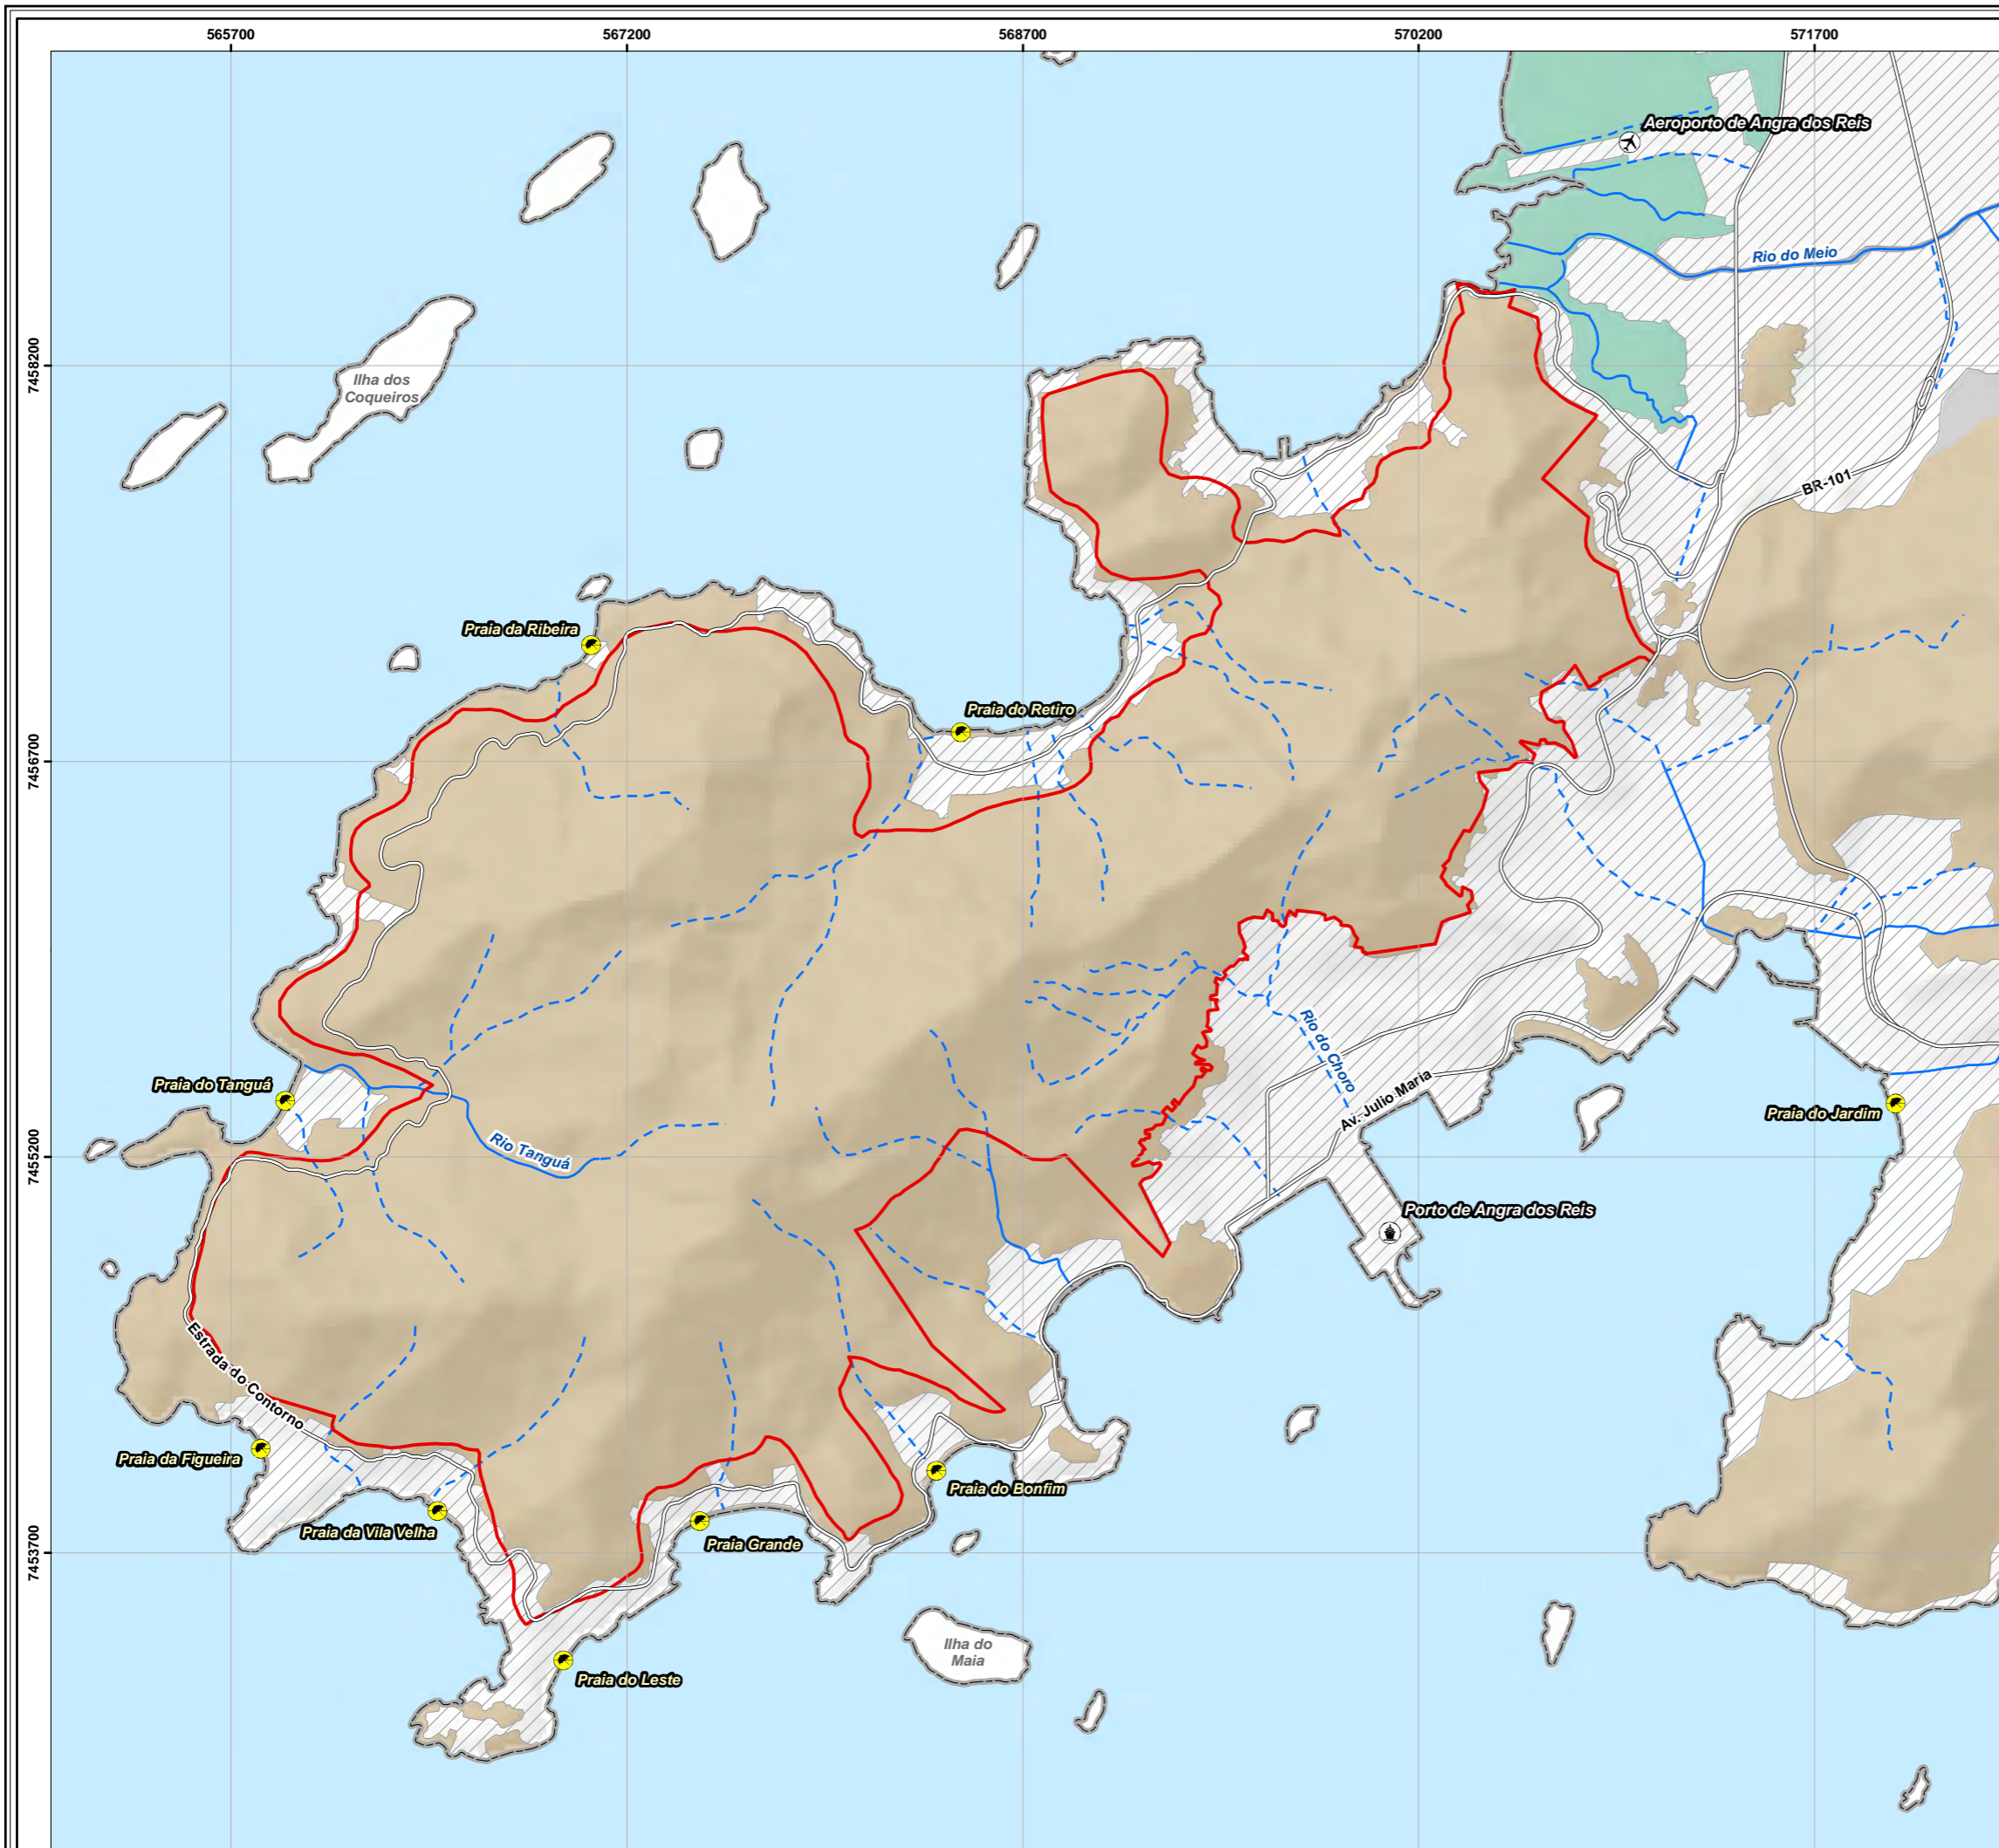 565700
567200
568700
570200
571700
Aeroporto de Angra dos Reis
Rio do Meio
7458200
Ilha dos
Coqueiros
BR-101
Praia da Ribeira
Praia do Retiro
7456700
Rio do Choro
Praia do Tanguá
Av. Julio Maria
Praia do Jardim
Rio Tanguá
7455200
Porto de Angra dos Reis
Estrada do Contorno
Praia da Figueira
Praia do Bonfim
Praia da Vila Velha
Praia Grande
7453700
Ilha do
Maia
Praia do Leste